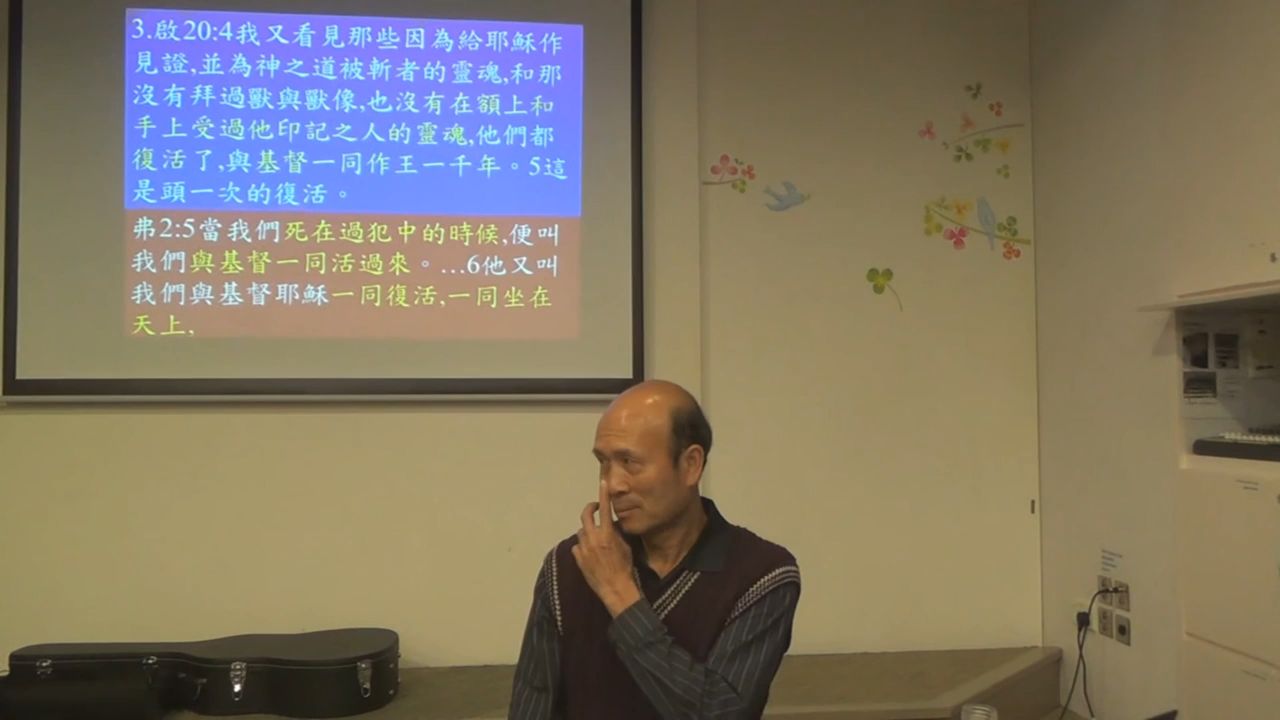 3.啟20:4我又看見那些因為給耶穌作
見證,並為神之道被斬者的靈魂,和那
沒有拜過獸與獸像,也沒有在額上和
手上受過他印記之人的靈魂,他們都
復活了,與基督一同作王一千年。5這
是頭一次的復活。
弗2:5當我們死在過犯中的時候,便叫
我們與基督一同活過來。…6他又叫
我們與基督耶穌一同復活,一同坐在
天上,